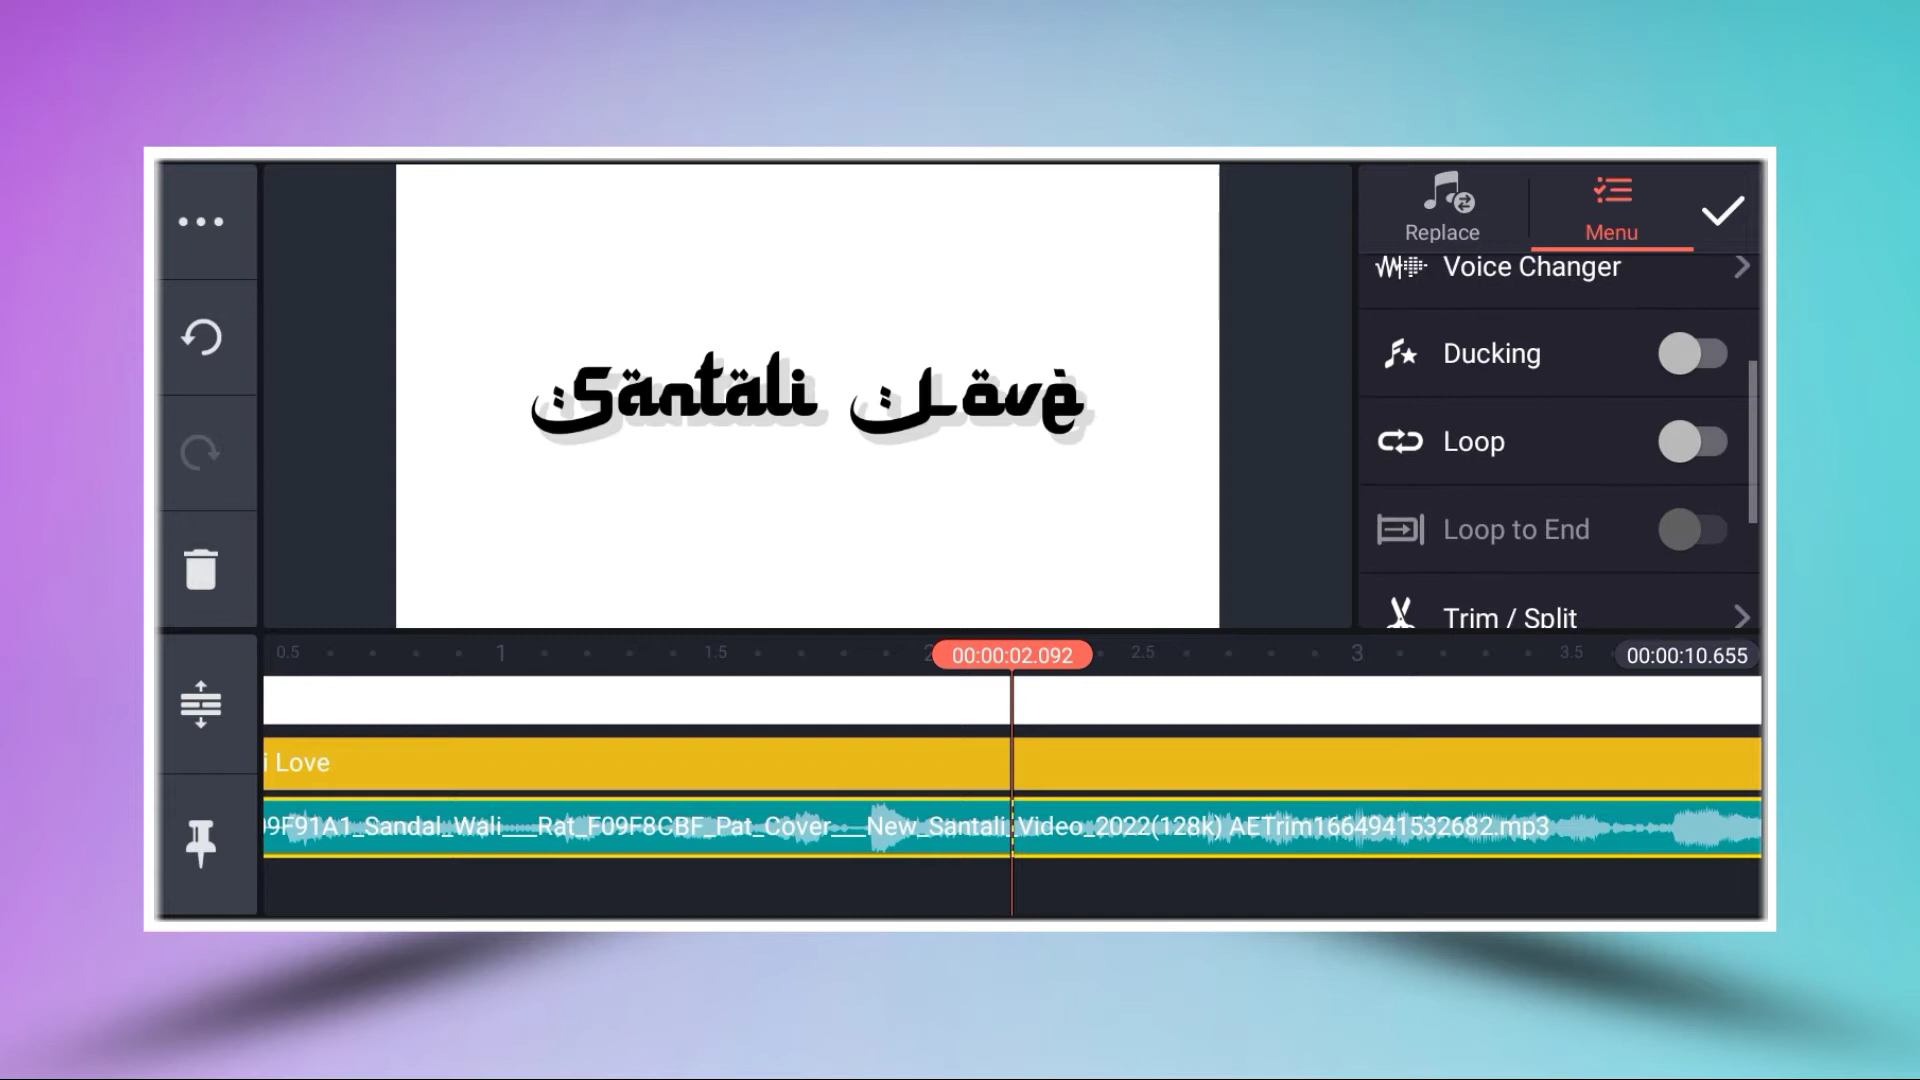 Replace
Menu
Voice Changer
Ducking
Loop
Loop to End
Trim / Split
Santali Love
0.5
1
1.5
2
00:00:02.092
2.5
3
3.5
00:00:10.655
i Love
9F91A1_Sandal_Wali___Rat_F09F8CBF_Pat_Cover___New_Santali_Video_2022(128k) AETrim1664941532682.mp3